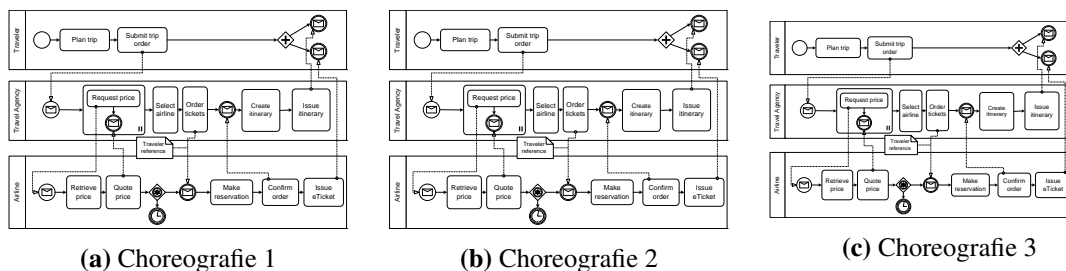 Traveler
Plan trip
Submit trip
order
Travel Agency
Request price
Select
airline
Order
tickets
Create
itinerary
Issue
itinerary
Traveler
reference
Airline
Retrieve
price
Quote
price
Make
reservation
Confirm
order
Issue
eTicket
(a) Choreografie 1
Traveler
Plan trip
Submit trip
order
Travel Agency
Request price
Select
airline
Order
tickets
Create
itinerary
Issue
itinerary
Traveler
reference
Airline
Retrieve
price
Quote
price
Make
reservation
Confirm
order
Issue
eTicket
(b) Choreografie 2
Traveler
Plan trip
Submit trip
order
Travel Agency
Request price
Select
airline
Order
tickets
Create
itinerary
Issue
itinerary
Traveler
reference
Airline
Retrieve
price
Quote
price
Make
reservation
Confirm
order
Issue
eTicket
(c) Choreografie 3